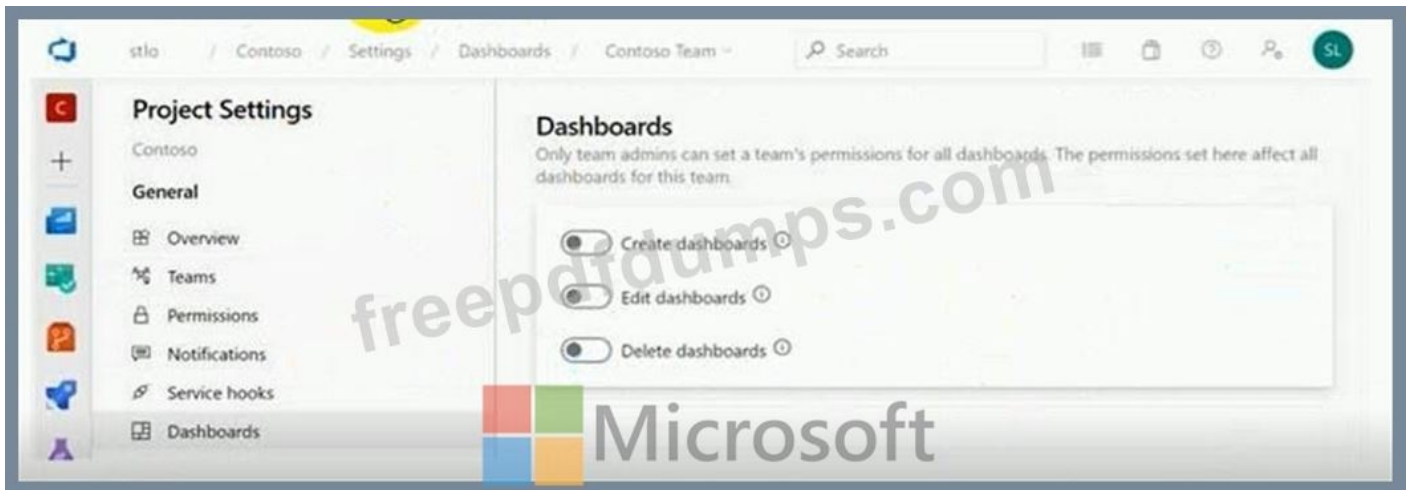 stlo / Contoso / Settings / Dashboards / Contoso Team
Search
SL
C
Project Settings
Contoso
General
Overview
Teams
Permissions
Notifications
Service hooks
Dashboards
Dashboards
Only team admins can set a team's permissions for all dashboards. The permissions set here affect all
dashboards for this team.
Create dashboards
Edit dashboards
Delete dashboards
freepdfdumps.com
Microsoft